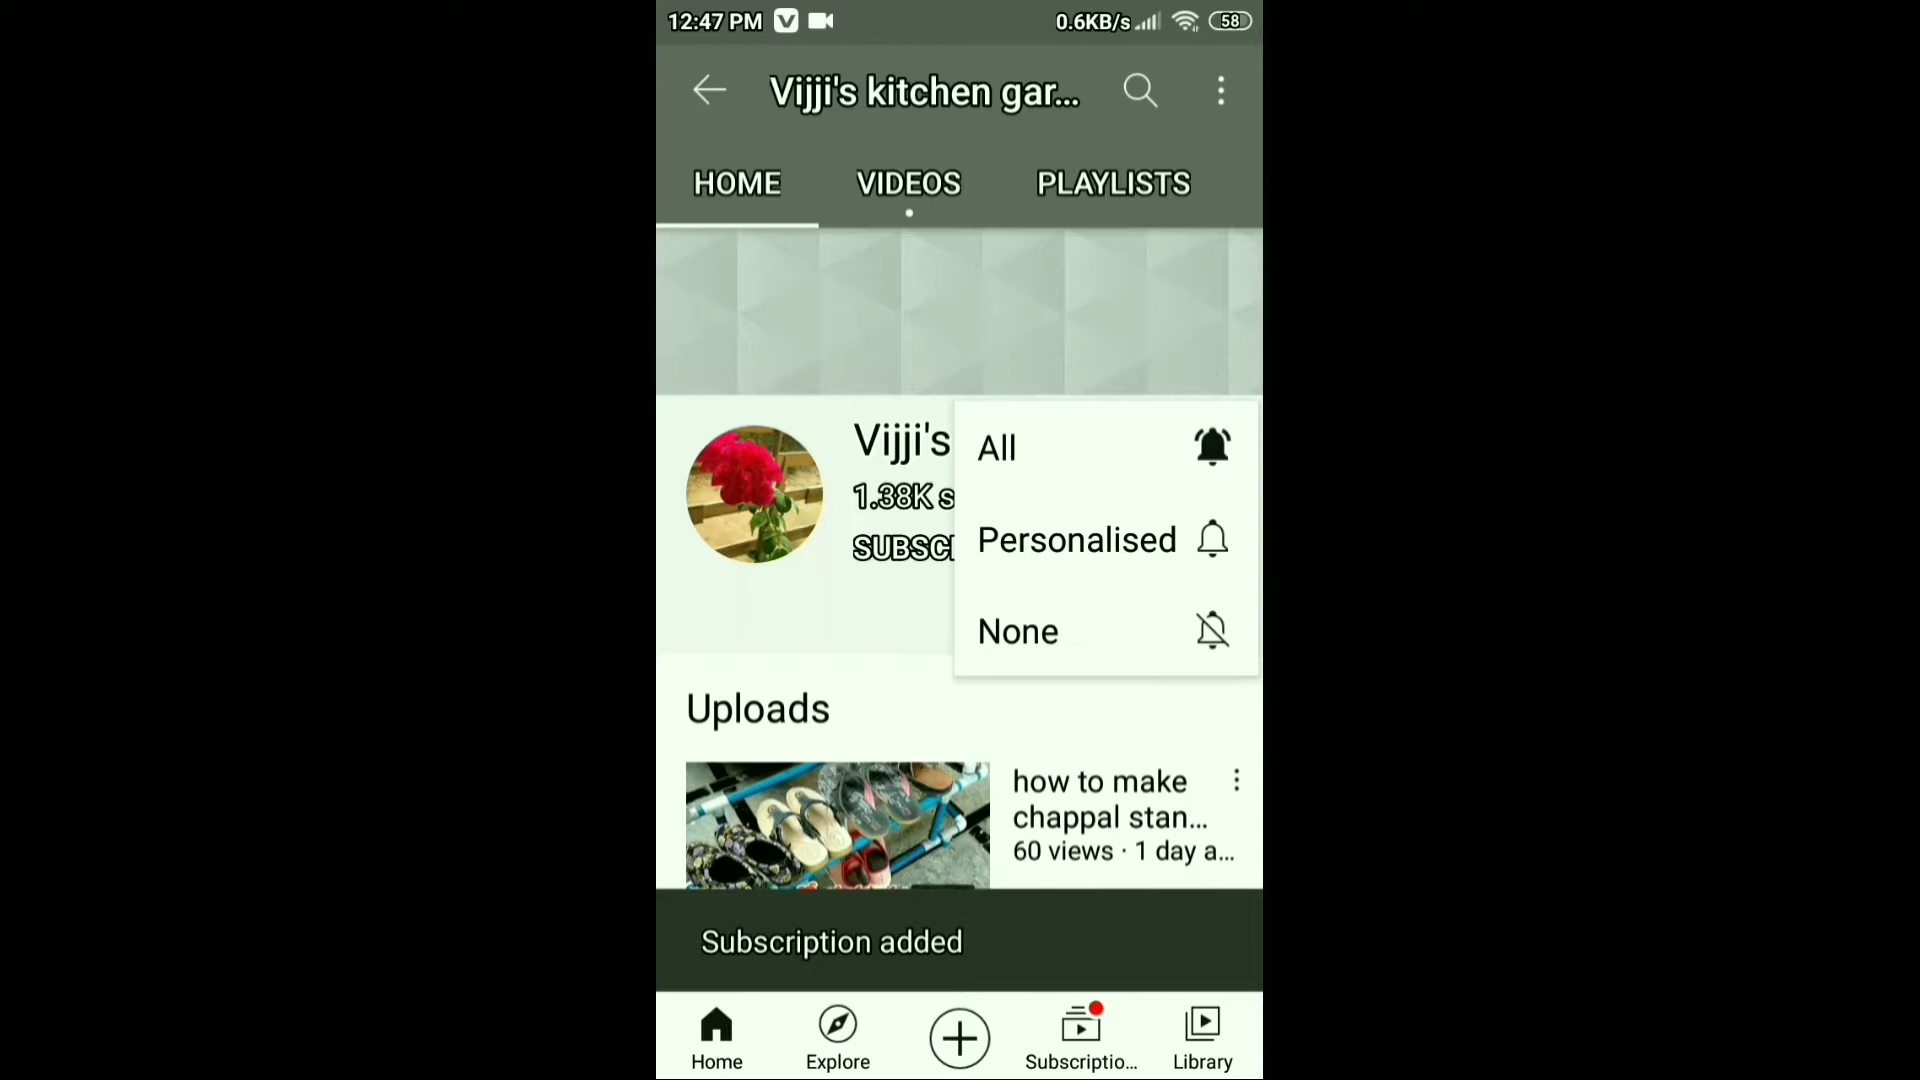 12:47 PM
0.6KB/s
58
Vijji's kitchen gar...
HOME
VIDEOS
PLAYLISTS
Vijji's
1.38K s
SUBSC
All
Personalised
None
Uploads
how to make
chappal stan...
60 views · 1 day a...
Subscription added
Home
Explore
Subscriptio...
Library